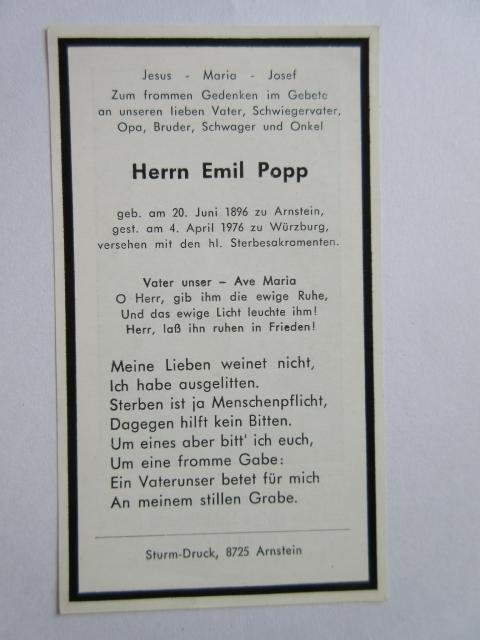 Jesus - Maria - Josef
Zum frommen Gedenken im Gebete
an unseren lieben Vater, Schwiegervater,
Opa, Bruder, Schwager und Onkel
Herrn Emil Popp
geb. am 20. Juni 1896 zu Arnstein,
gest. am 4. April 1976 zu Würzburg,
versehen mit den hl. Sterbesakramenten.
Vater unser – Ave Maria
O Herr, gib ihm die ewige Ruhe,
Und das ewige Licht leuchte ihm!
Herr, laß ihn ruhen in Frieden!
Meine Lieben weinet nicht,
Ich habe ausgelitten.
Sterben ist ja Menschenpflicht,
Dagegen hilft kein Bitten.
Um eines aber bitt' ich euch,
Um eine fromme Gabe:
Ein Vaterunser betet für mich
An meinem stillen Grabe.
Sturm-Druck, 8725 Arnstein